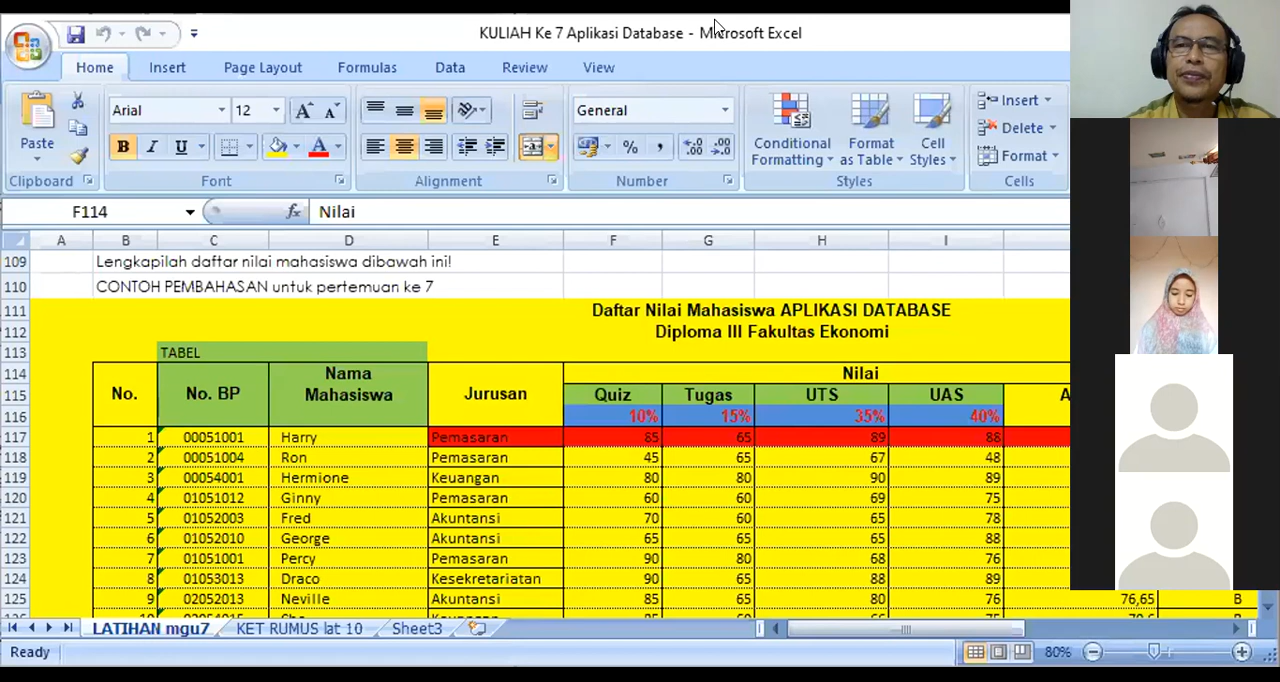 KULIAH Ke 7 Aplikasi Database - Microsoft Excel
Home Insert Page Layout Formulas Data Review View
Arial 12 General
Insert
Delete
Format
Paste B I U % , Conditional Formatting Format as Table Cell Styles
Clipboard Font Alignment Number Styles Cells
F114 fx Nilai
A B C D E F G H I
109 Lengkapilah daftar nilai mahasiswa dibawah ini!
110 CONTOH PEMBAHASAN untuk pertemuan ke 7
111 Daftar Nilai Mahasiswa APLIKASI DATABASE
112 Diploma III Fakultas Ekonomi
113 TABEL
114 Nama Nilai
115 No. No. BP Mahasiswa Jurusan Quiz Tugas UTS UAS A
116 10% 15% 35% 40%
117 1 00051001 Harry Pemasaran 85 65 89 88
118 2 00051004 Ron Pemasaran 45 65 67 48
119 3 00054001 Hermione Keuangan 80 80 90 89
120 4 01051012 Ginny Pemasaran 60 60 69 75
121 5 01052003 Fred Akuntansi 70 60 65 78
122 6 01052010 George Akuntansi 65 65 65 88
123 7 01051001 Percy Pemasaran 90 80 68 76
124 8 01053013 Draco Kesekretariatan 90 65 88 89
125 9 02052013 Neville Akuntansi 85 65 80 76 76,65 B
LATIHAN mgu7 KET RUMUS lat 10 Sheet3
Ready 80%